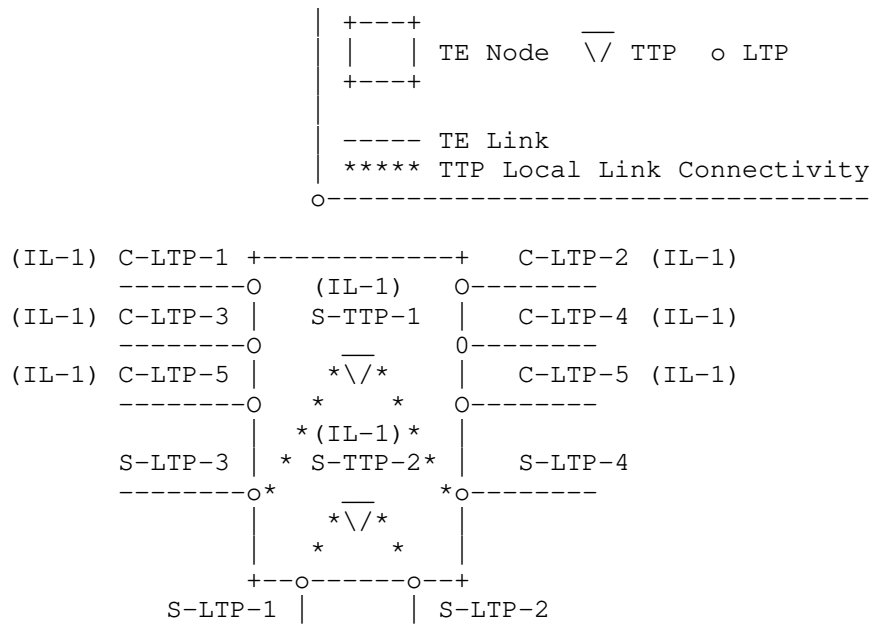 TE Node TTP o LTP
----- TE Link
***** TTP Local Link Connectivity
(IL-1) C-LTP-1 C-LTP-2 (IL-1)
(IL-1)
(IL-1) C-LTP-3 S-TTP-1 C-LTP-4 (IL-1)
(IL-1) C-LTP-5 C-LTP-5 (IL-1)
(IL-1)
S-LTP-3 S-TTP-2 S-LTP-4
S-LTP-1 S-LTP-2